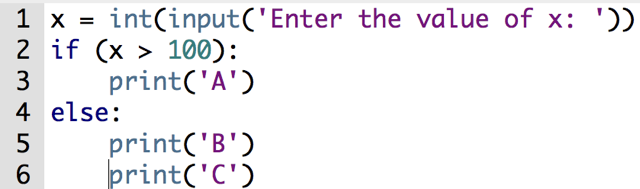 1 x = int(input('Enter the value of x: '))
2 if (x > 100):
3     print('A')
4 else:
5     print('B')
6     print('C')